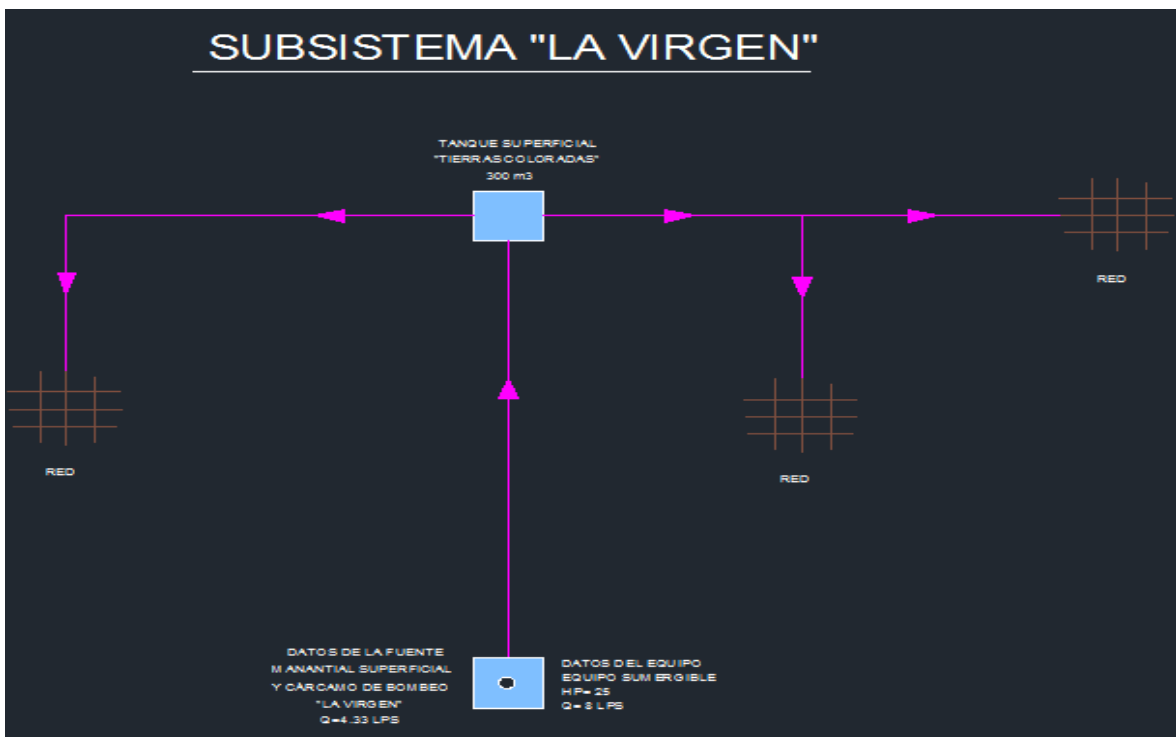 SUBSISTEMA "LA VIRGEN"
TANQUE SUPERFICIAL
"TIERRAS COLORADAS"
300 m3
RED
RED
RED
DATOS DE LA FUENTE
MANANTIAL SUPERFICIAL
Y CÁRCAMO DE BOMBEO
"LA VIRGEN"
Q=4.33 LPS
DATOS DEL EQUIPO
EQUIPO SUMERGIBLE
HP= 25
Q= 8 LPS